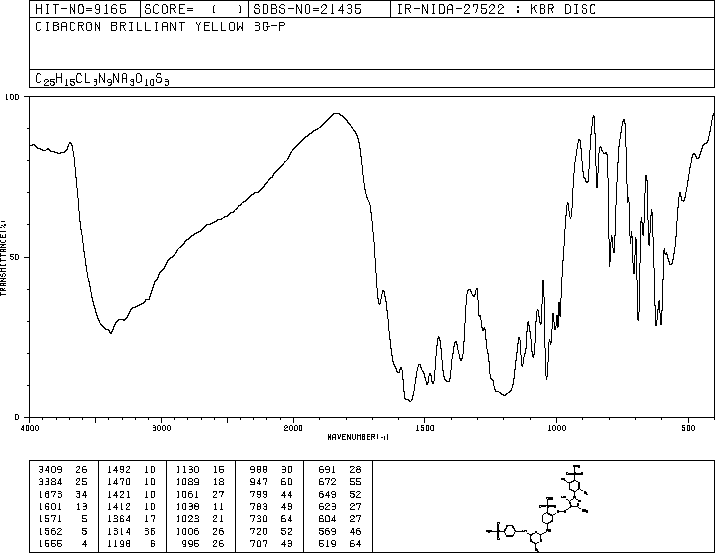 HIT-NO=9165 SCORE= ( ) SDBS-NO=21435 IR-NIDA-27522 : KBR DISC
CIBACRON BRILLIANT YELLOW 3G-P
C25H15CL3N9NA3O10S3
100
50
0
TRANSMITTANCE(%)
4000 3000 2000 1500 1000 500
WAVENUMBER(-1)
3409 26 1492 10 1130 16 988 30 691 28
3384 25 1470 10 1089 18 947 60 672 55
1673 34 1421 10 1061 27 799 44 649 52
1601 13 1412 10 1038 11 783 49 623 27
1571 5 1364 17 1023 21 730 64 604 27
1562 5 1314 36 1006 26 720 52 569 46
1555 4 1198 6 995 26 707 43 519 64